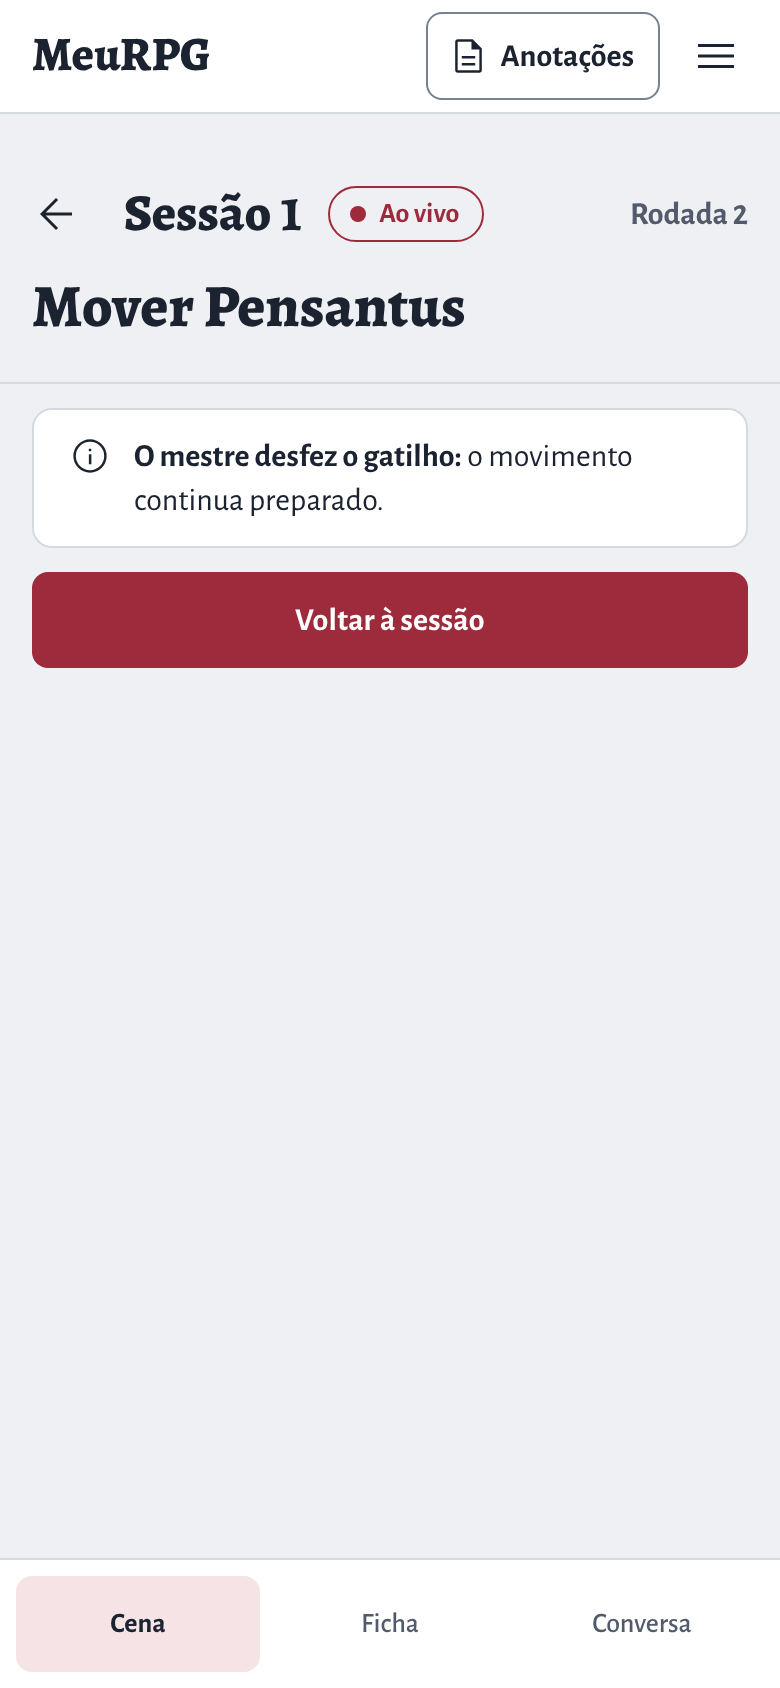 MeuRPG
Anotações
Sessão 1
Ao vivo
Rodada 2
Mover Pensantus
O mestre desfez o gatilho: o movimento
continua preparado.
Voltar à sessão
Cena
Ficha
Conversa